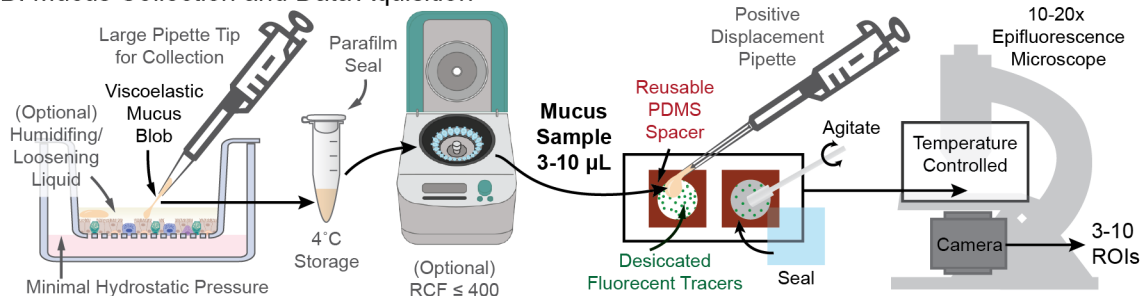 B. Mucus Collection and Data Aquisition
Large Pipette Tip
for Collection
Viscoelastic
Mucus
Blob
(Optional)
Humidifing/
Loosening
Liquid
Minimal Hydrostatic Pressure
Parafilm
Seal
4˚C
Storage
(Optional)
RCF ≤ 400
Mucus
Sample
3-10 µL
Reusable
PDMS
Spacer
Positive
Displacement
Pipette
Agitate
Desiccated
Fluorecent Tracers
Seal
10-20x
Epifluorescence
Microscope
Temperature
Controlled
Camera
3-10
ROIs